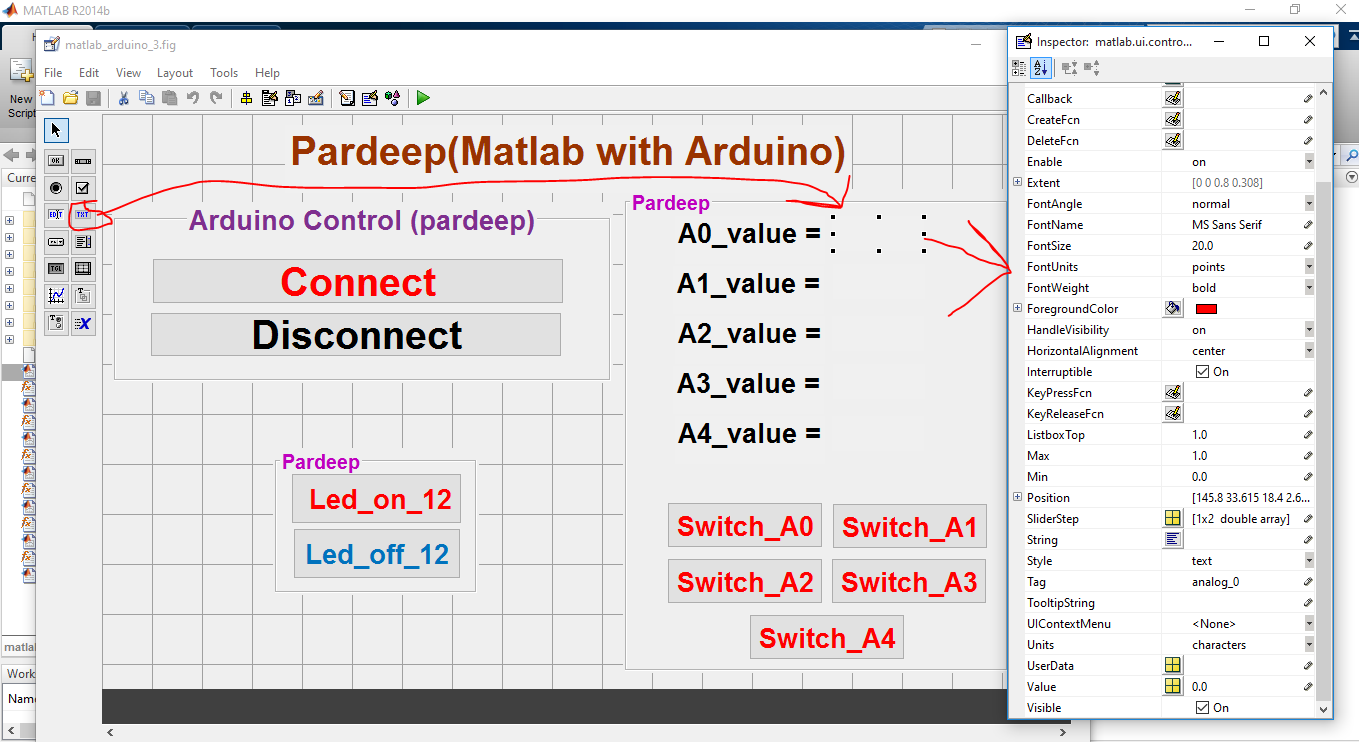 MATLAB R2014b
matlab_arduino_3.fig
File Edit View Layout Tools Help
New
Script
Curre
OK
EDIT TXT
TGL
Pardeep(Matlab with Arduino)
Arduino Control (pardeep)
Connect
Disconnect
Pardeep
Led_on_12
Led_off_12
Pardeep
A0_value =
A1_value =
A2_value =
A3_value =
A4_value =
Switch_A0 Switch_A1
Switch_A2 Switch_A3
Switch_A4
matla
Work
Name
Inspector: matlab.ui.contro...
Callback
CreateFcn
DeleteFcn
Enable on
Extent [0 0 0.8 0.308]
FontAngle normal
FontName MS Sans Serif
FontSize 20.0
FontUnits points
FontWeight bold
ForegroundColor
HandleVisibility on
HorizontalAlignment center
Interruptible On
KeyPressFcn
KeyReleaseFcn
ListboxTop 1.0
Max 1.0
Min 0.0
Position [145.8 33.615 18.4 2.6...
SliderStep [1x2 double array]
String
Style text
Tag analog_0
TooltipString
UIContextMenu <None>
Units characters
UserData
Value 0.0
Visible On